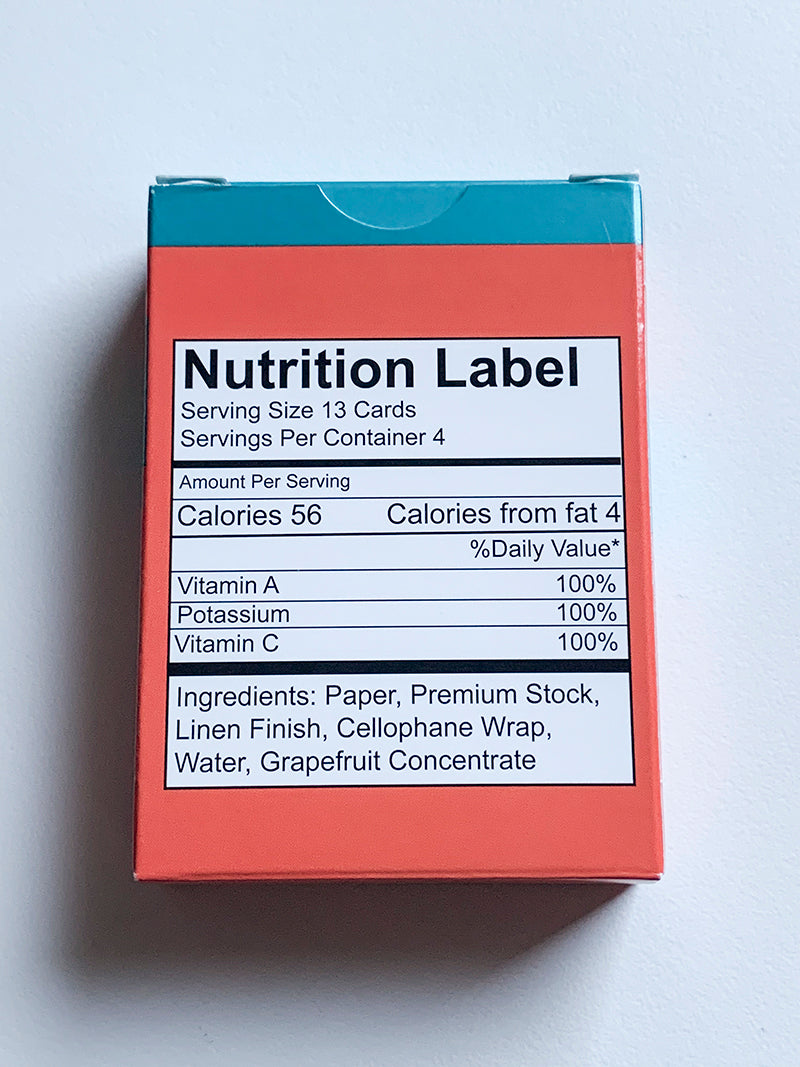 Nutrition Label
Serving Size 13 Cards
Servings Per Container 4
Amount Per Serving
Calories 56 Calories from fat 4
%Daily Value*
Vitamin A 100%
Potassium 100%
Vitamin C 100%
Ingredients: Paper, Premium Stock,
Linen Finish, Cellophane Wrap,
Water, Grapefruit Concentrate